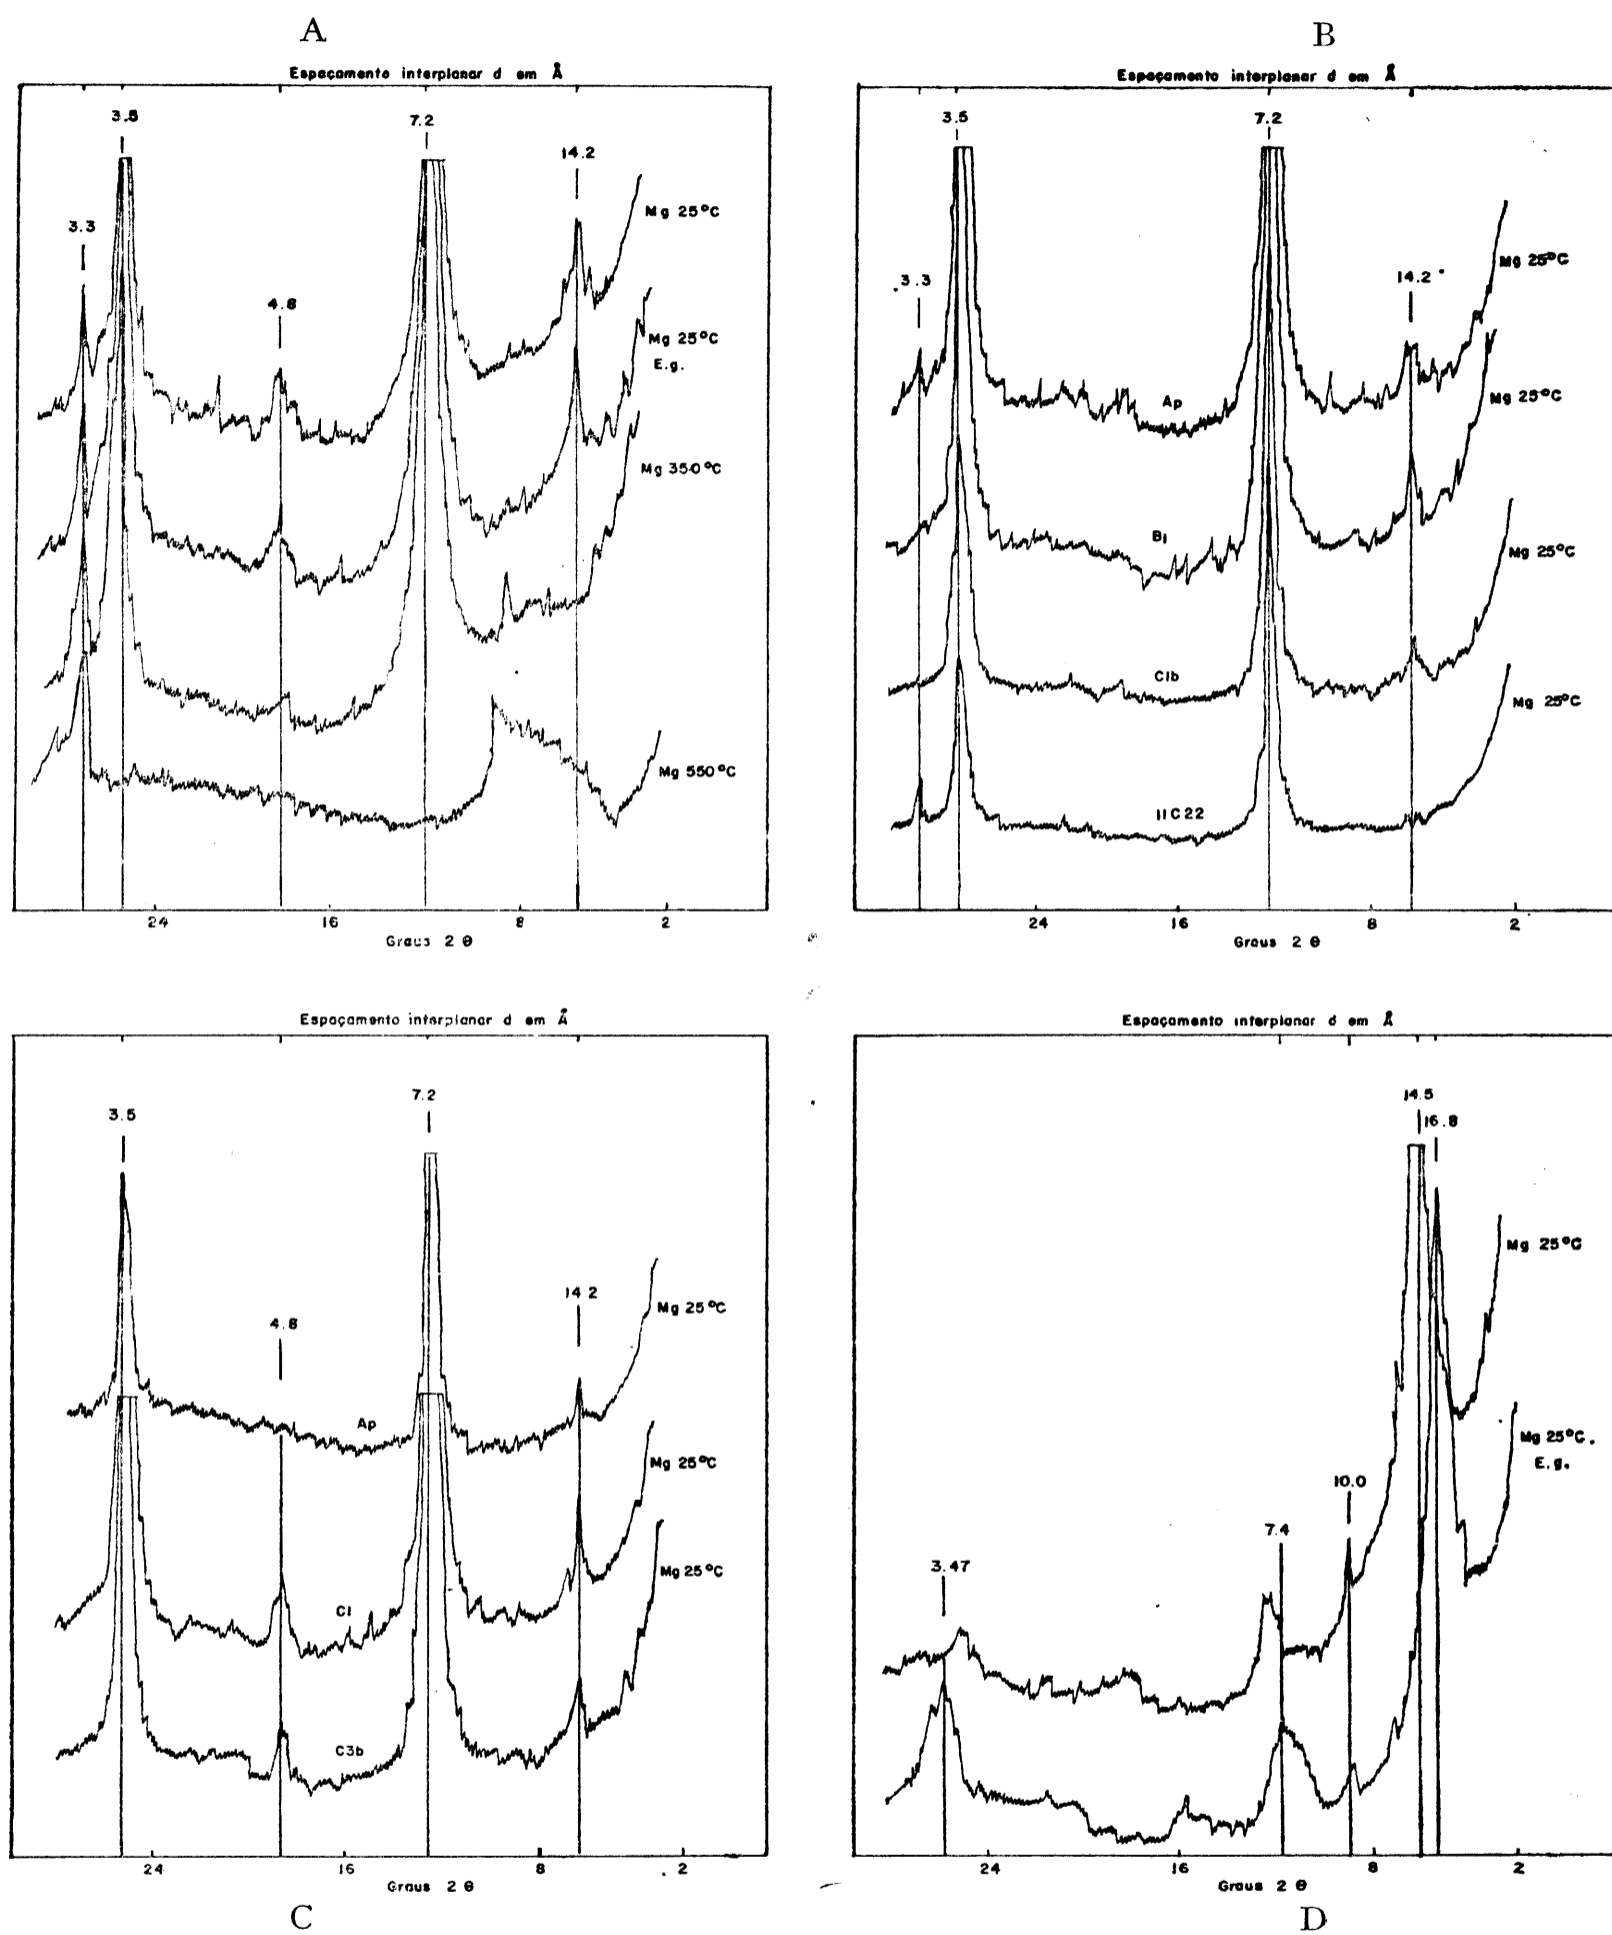 A
Espaçamento interplanar d em Å
3.8
7.2
14.2
3.3
4.8
Mg 25°C
Mg 25°C
E.g.
Mg 350°C
Mg 550°C
24 16 8 2
Graus 2 θ
B
Espaçamento interplanar d em Å
3.5
7.2
3.3
14.2
Mg 25°C
Ap
Mg 25°C
B1
Mg 25°C
C1b
Mg 25°C
IIC22
24 16 8 2
Graus 2 θ
Espaçamento interplanar d em Å
3.5
7.2
4.8
14.2
Mg 25°C
Ap
Mg 25°C
C1
Mg 25°C
C3b
24 16 8 2
Graus 2 θ
C
Espaçamento interplanar d em Å
14.5
16.8
Mg 25°C
Mg 25°C.
E.g.
10.0
7.4
3.47
24 16 8 2
Graus 2 θ
D